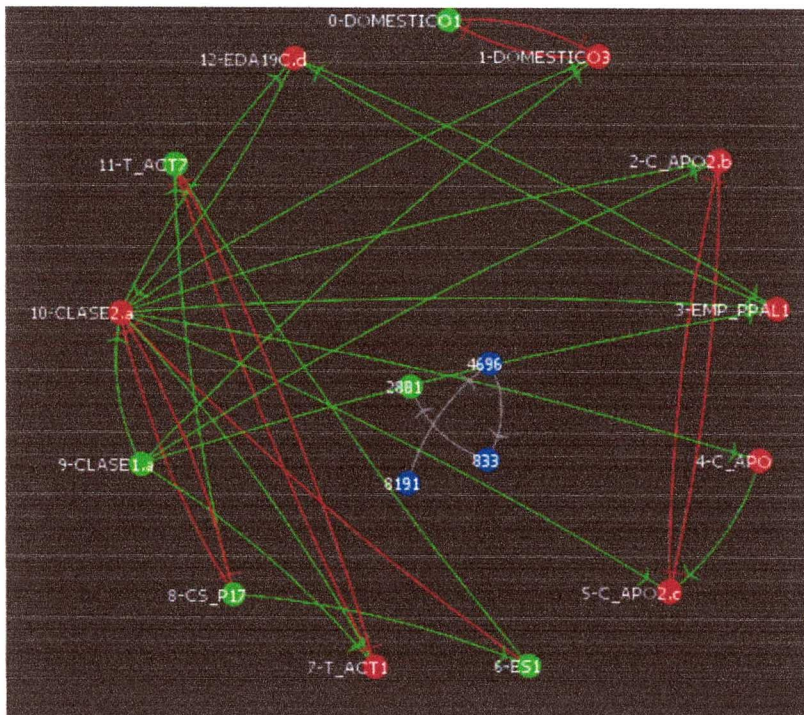 0-DOMESTICO1
1-DOMESTICO3
12-EDA19C.d
11-T_ACT7
2-C_APO2.b
10-CLASE2.a
3-EMP_PPAL1
4696
2881
9-CLASE1.a
833
4-C_APO
8191
8-CS_P17
5-C_APO2.c
7-T_ACT1
6-ES1